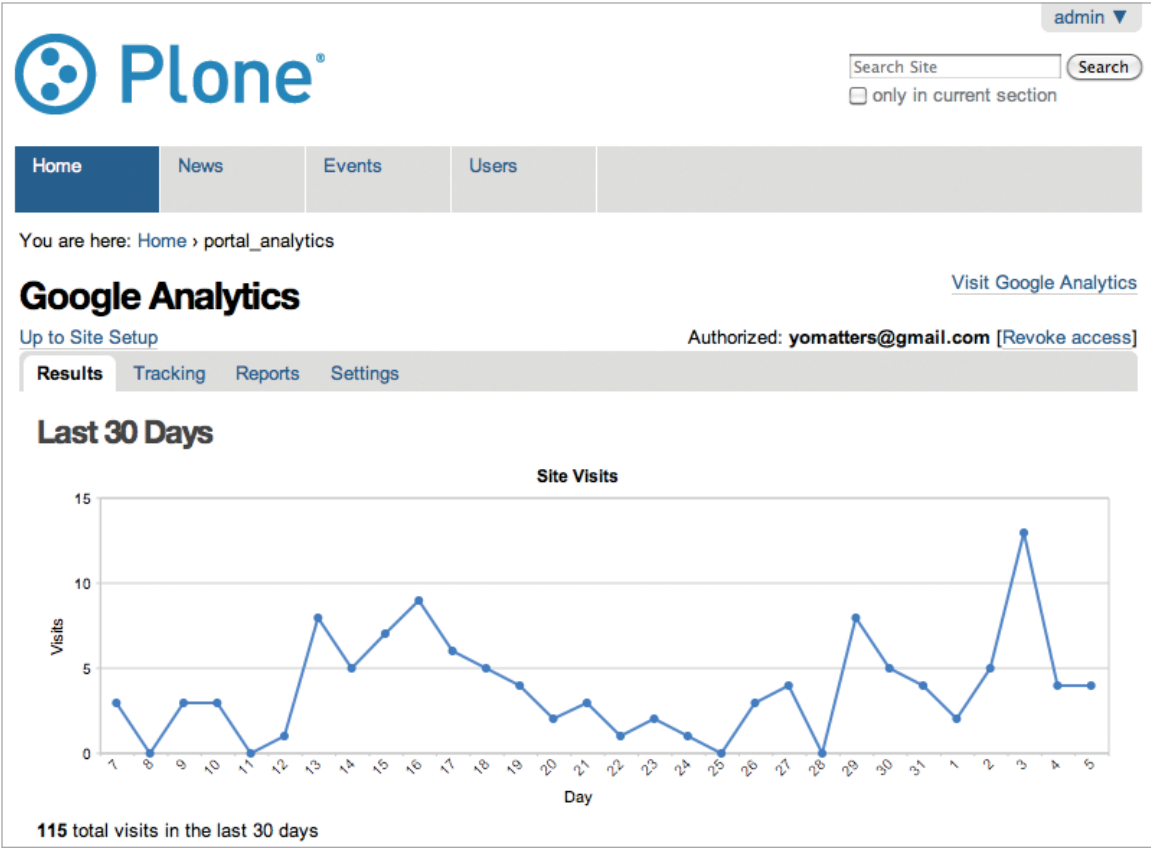 admin ▼
Plone®
Search Site Search
only in current section
Home News Events Users
You are here: Home › portal_analytics
Google Analytics
Visit Google Analytics
Up to Site Setup
Authorized: yomatters@gmail.com [Revoke access]
Results Tracking Reports Settings
Last 30 Days
Site Visits
15
10
5
0
Visits
7 8 9 10 11 12 13 14 15 16 17 18 19 20 21 22 23 24 25 26 27 28 29 30 31 1 2 3 4 5
Day
115 total visits in the last 30 days